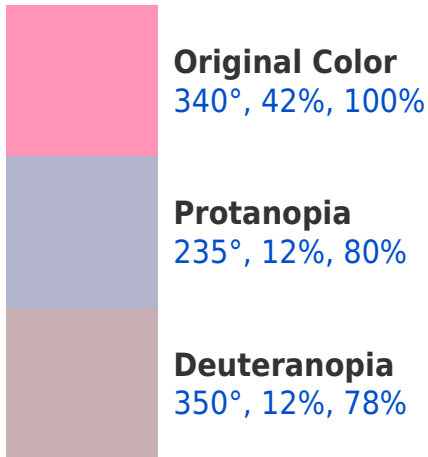 Original Color
340°, 42%, 100%
Protanopia
235°, 12%, 80%
Deuteranopia
350°, 12%, 78%